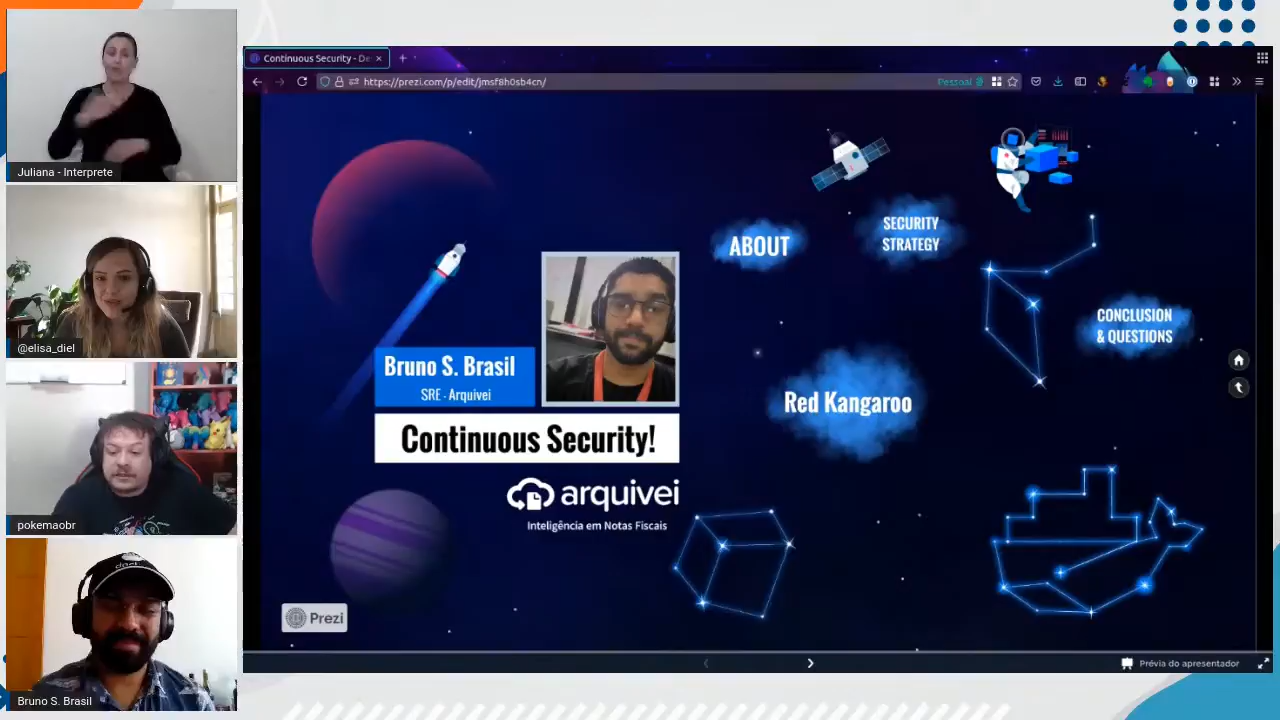 Juliana - Interprete
@elisa_diel
pokemaobr
Bruno S. Brasil
Continuous Security - De
https://prezi.com/p/edit/jmsf8h0sb4cn/
Pessoal
ABOUT
SECURITY
STRATEGY
CONCLUSION
& QUESTIONS
Red Kangaroo
Bruno S. Brasil
SRE - Arquivei
Continuous Security!
arquivei
Inteligência em Notas Fiscais
Prezi
Prévia do apresentador